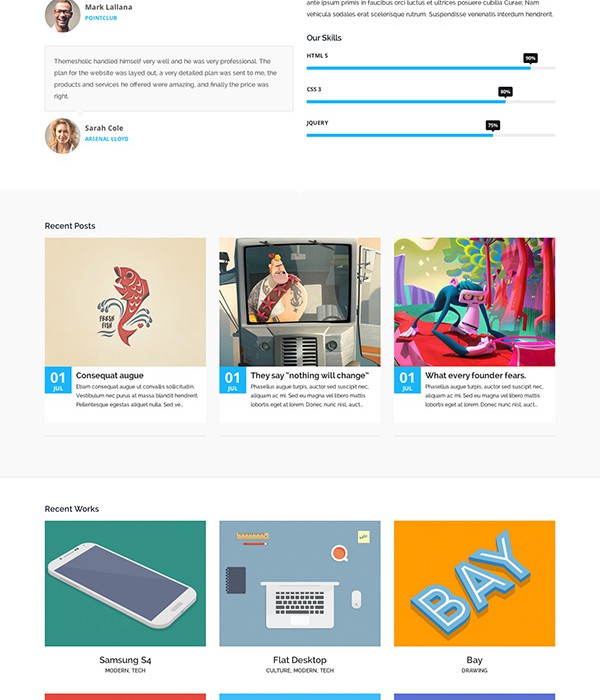 Mark Lallana
POINTCLUB
Themesholic handled himself very well and he was very professional. The
plan for the website was layed out, a very detailed plan was sent to me, the
products and services he offered were amazing, and finally the price was
right.
Sarah Cole
ARSENAL LLOYD
ante ipsum primis in faucibus orci luctus et ultrices posuere cubilia Curae; Nam
vehicula sodales erat scelerisque rutrum. Suspendisse venenatis interdum hendrerit.
Our Skills
HTML 5
90%
CSS 3
80%
JQUERY
75%
Recent Posts
FRESH
FISH
01
JUL
Consequat augue
Etiam consequat augue ut convallis sollicitudin.
Vestibulum nec purus at massa blandit hendrerit.
Pellentesque egestas aliquet nulla. Sed ve...
01
JUL
They say "nothing will change"
Phasellus augue turpis, auctor sed suscipit nec,
aliquam ac mi. Sed eu magna vel libero mattis
lobortis eget at lorem. Donec nunc nisl, auct...
01
JUL
What every founder fears.
Phasellus augue turpis, auctor sed suscipit nec,
aliquam ac mi. Sed eu magna vel libero mattis
lobortis eget at lorem. Donec nunc nisl, auct...
Recent Works
BAY
Samsung S4
MODERN, TECH
Flat Desktop
CULTURE, MODERN, TECH
Bay
DRAWING